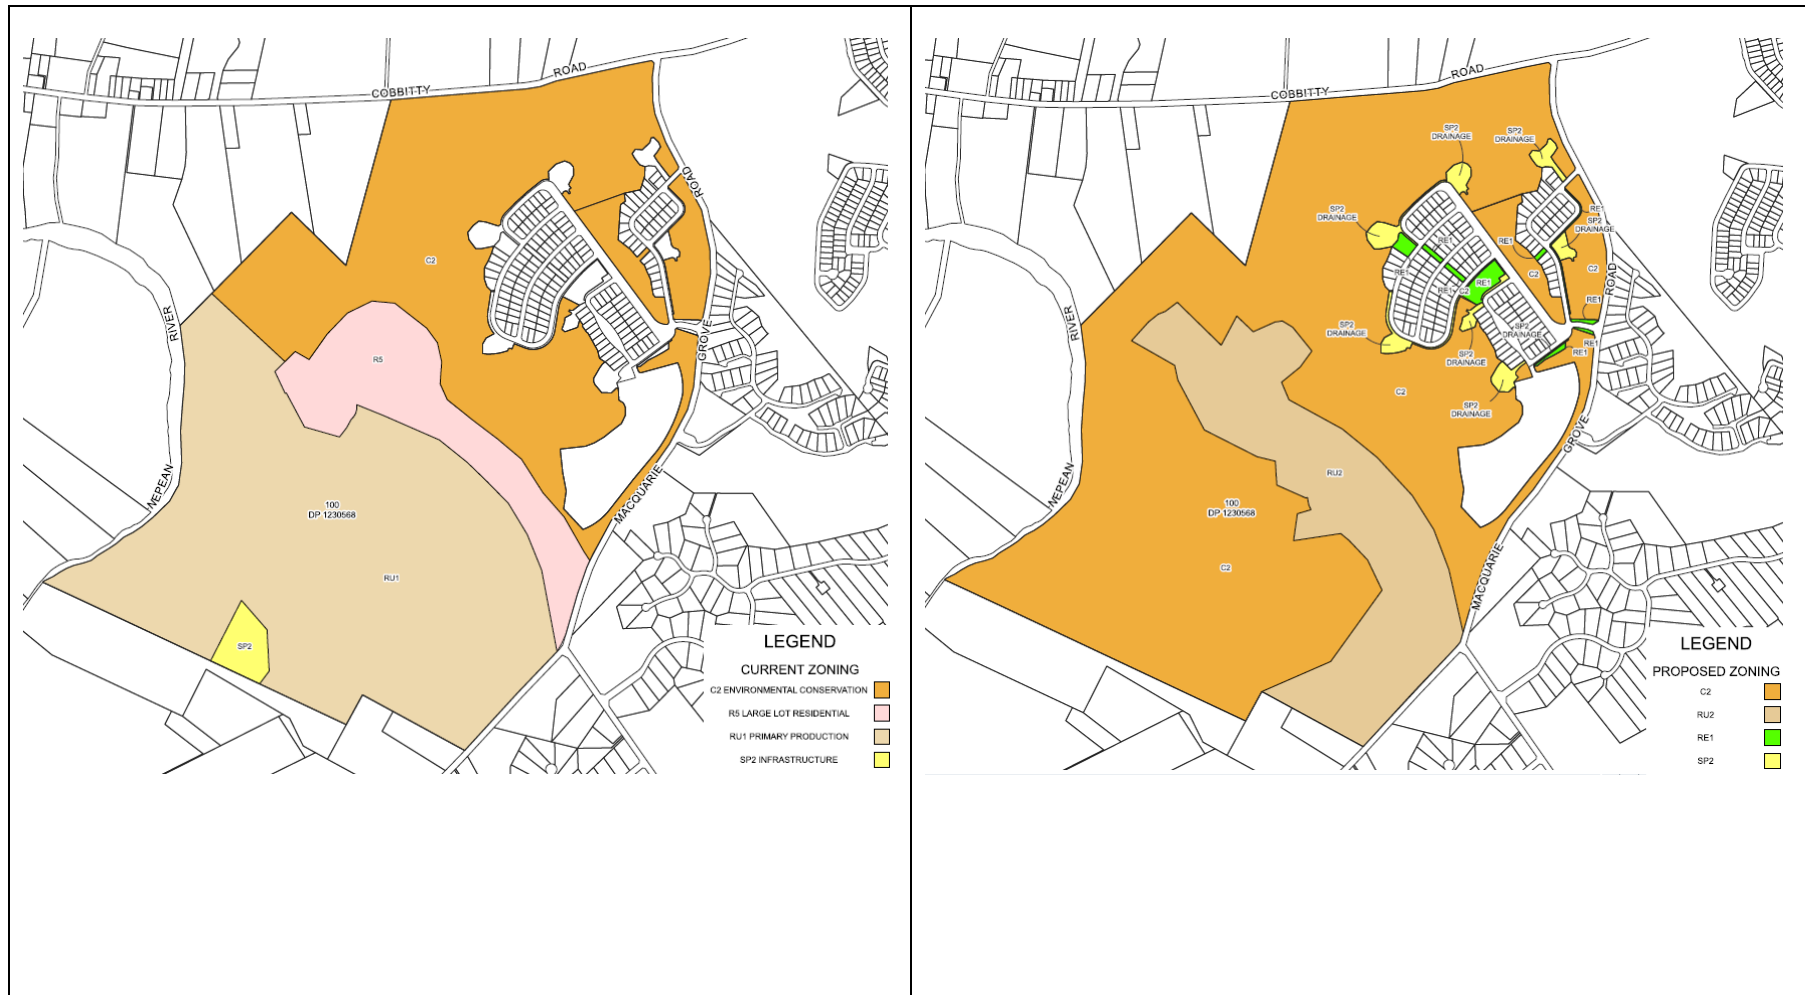 COBBITTY
ROAD
ROAD
C2
RIVER
R5
GROVE
NEPEAN
MACQUARIE
100
DP 1230568
RU1
SP2
LEGEND
CURRENT ZONING
C2 ENVIRONMENTAL CONSERVATION
R5 LARGE LOT RESIDENTIAL
RU1 PRIMARY PRODUCTION
SP2 INFRASTRUCTURE
COBBITTY
ROAD
SP2
DRAINAGE
SP2
DRAINAGE
SP2
DRAINAGE
RE1
SP2
DRAINAGE
RE1
RE1
RE1
C2
C2
ROAD
RE1
C2
RE1
RE1
RIVER
SP2
DRAINAGE
SP2
DRAINAGE
RE1
RE1
SP2
DRAINAGE
C2
SP2
DRAINAGE
GROVE
NEPEAN
RU2
100
DP 1230568
MACQUARIE
C2
LEGEND
PROPOSED ZONING
C2
RU2
RE1
SP2